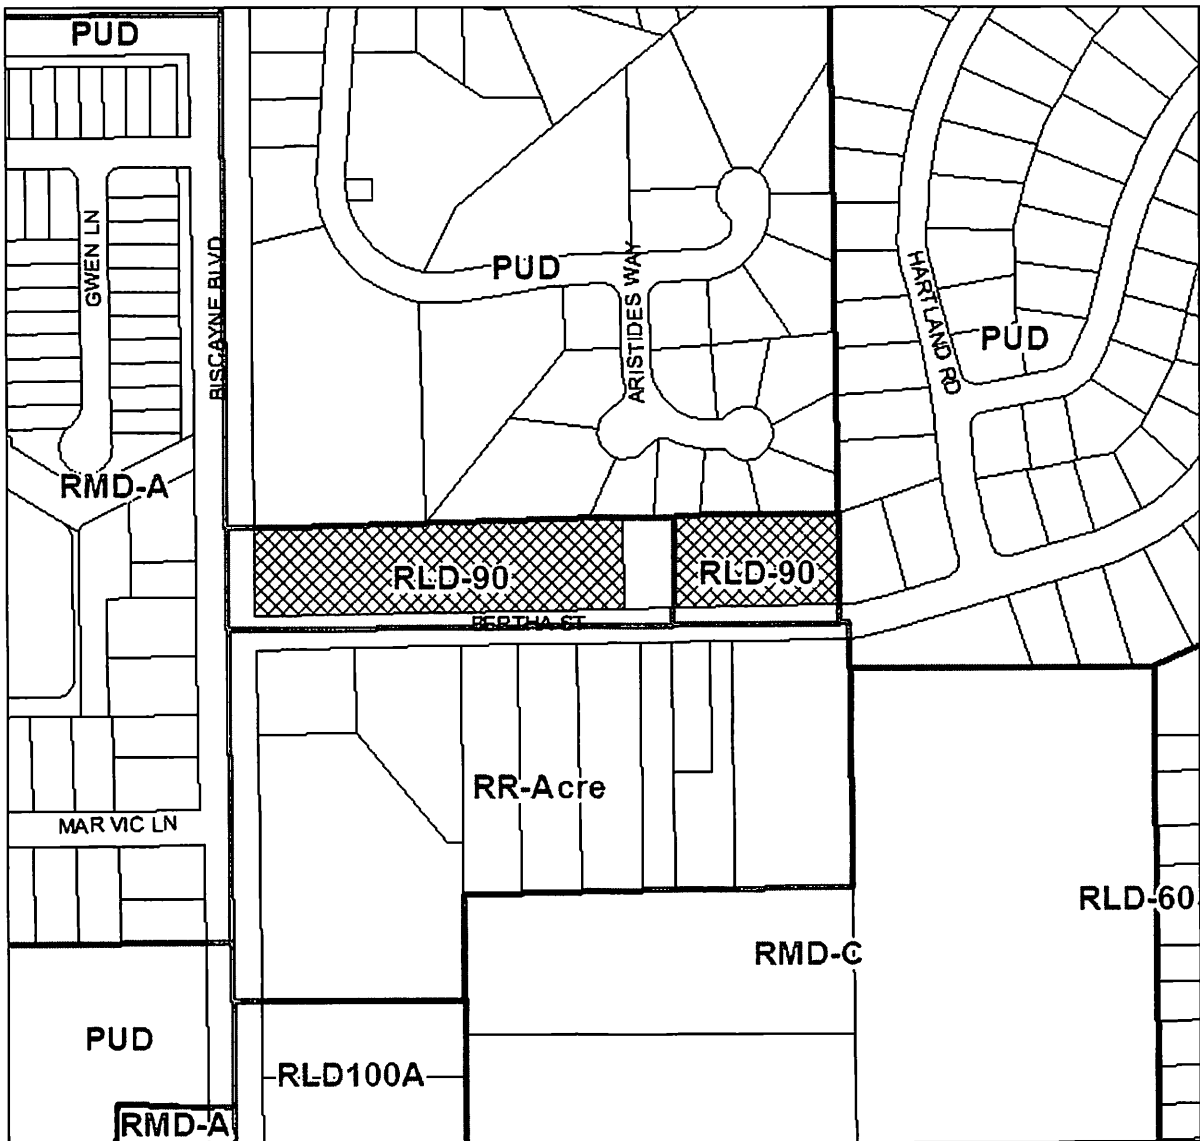 PUD
GWEN LN
BISCAYNE BLVD
PUD
ARISTIDES WAY
HARTLAND RD
PUD
RMD-A
RLD-90
RLD-90
BERTHA ST
RR-Acre
MAR VIC LN
RLD-60
RMD-C
PUD
RLD100A
RMD-A